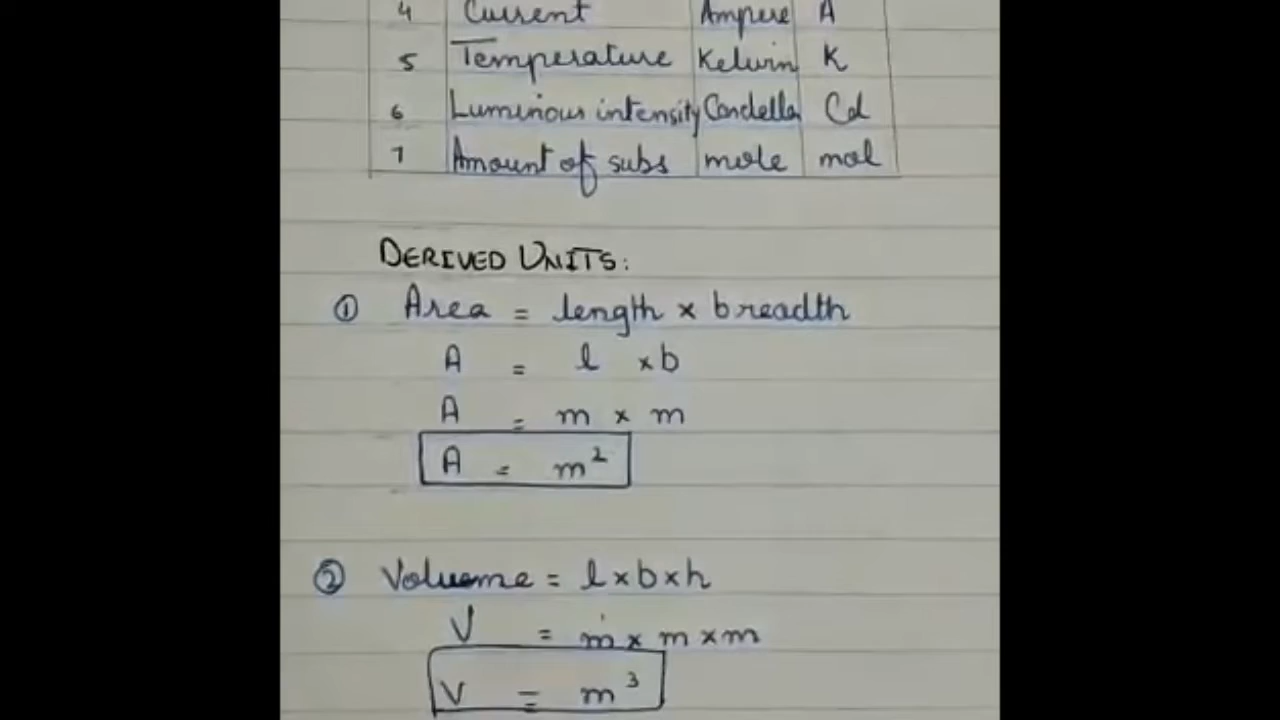 4 Current Ampere A
5 Temperature Kelvin K
6 Luminous intensity Candella Cd
7 Amount of subs mole mol
DERIVED UNITS:
① Area = length × breadth
A = l × b
A = m × m
A = m²
② Volume = l × b × h
V = m × m × m
V = m³